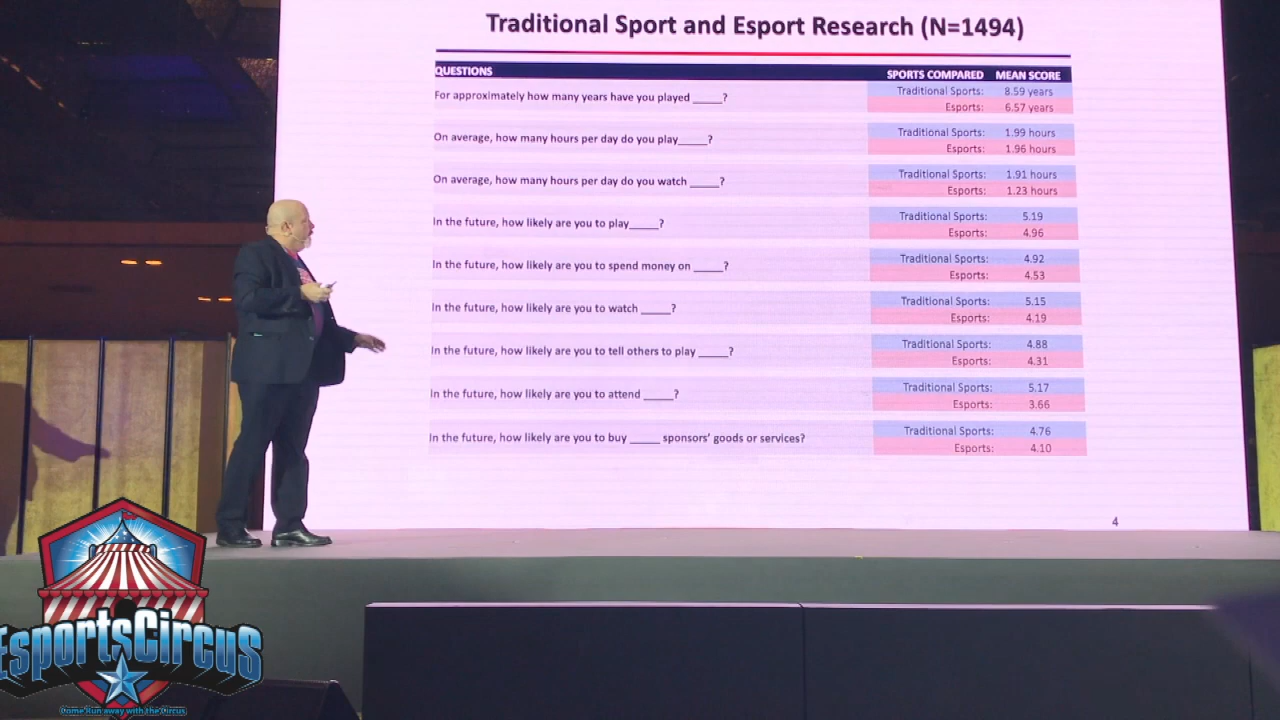 Traditional Sport and Esport Research (N=1494)
QUESTIONS SPORTS COMPARED MEAN SCORE
For approximately how many years have you played _____? Traditional Sports: 8.59 years
Esports: 6.57 years
On average, how many hours per day do you play_____? Traditional Sports: 1.99 hours
Esports: 1.96 hours
On average, how many hours per day do you watch _____? Traditional Sports: 1.91 hours
Esports: 1.23 hours
In the future, how likely are you to play_____? Traditional Sports: 5.19
Esports: 4.96
In the future, how likely are you to spend money on _____? Traditional Sports: 4.92
Esports: 4.53
In the future, how likely are you to watch _____? Traditional Sports: 5.15
Esports: 4.19
In the future, how likely are you to tell others to play _____? Traditional Sports: 4.88
Esports: 4.31
In the future, how likely are you to attend _____? Traditional Sports: 5.17
Esports: 3.66
In the future, how likely are you to buy _____ sponsors' goods or services? Traditional Sports: 4.76
Esports: 4.10
4
EsportsCircus
Come Run away with the Circus